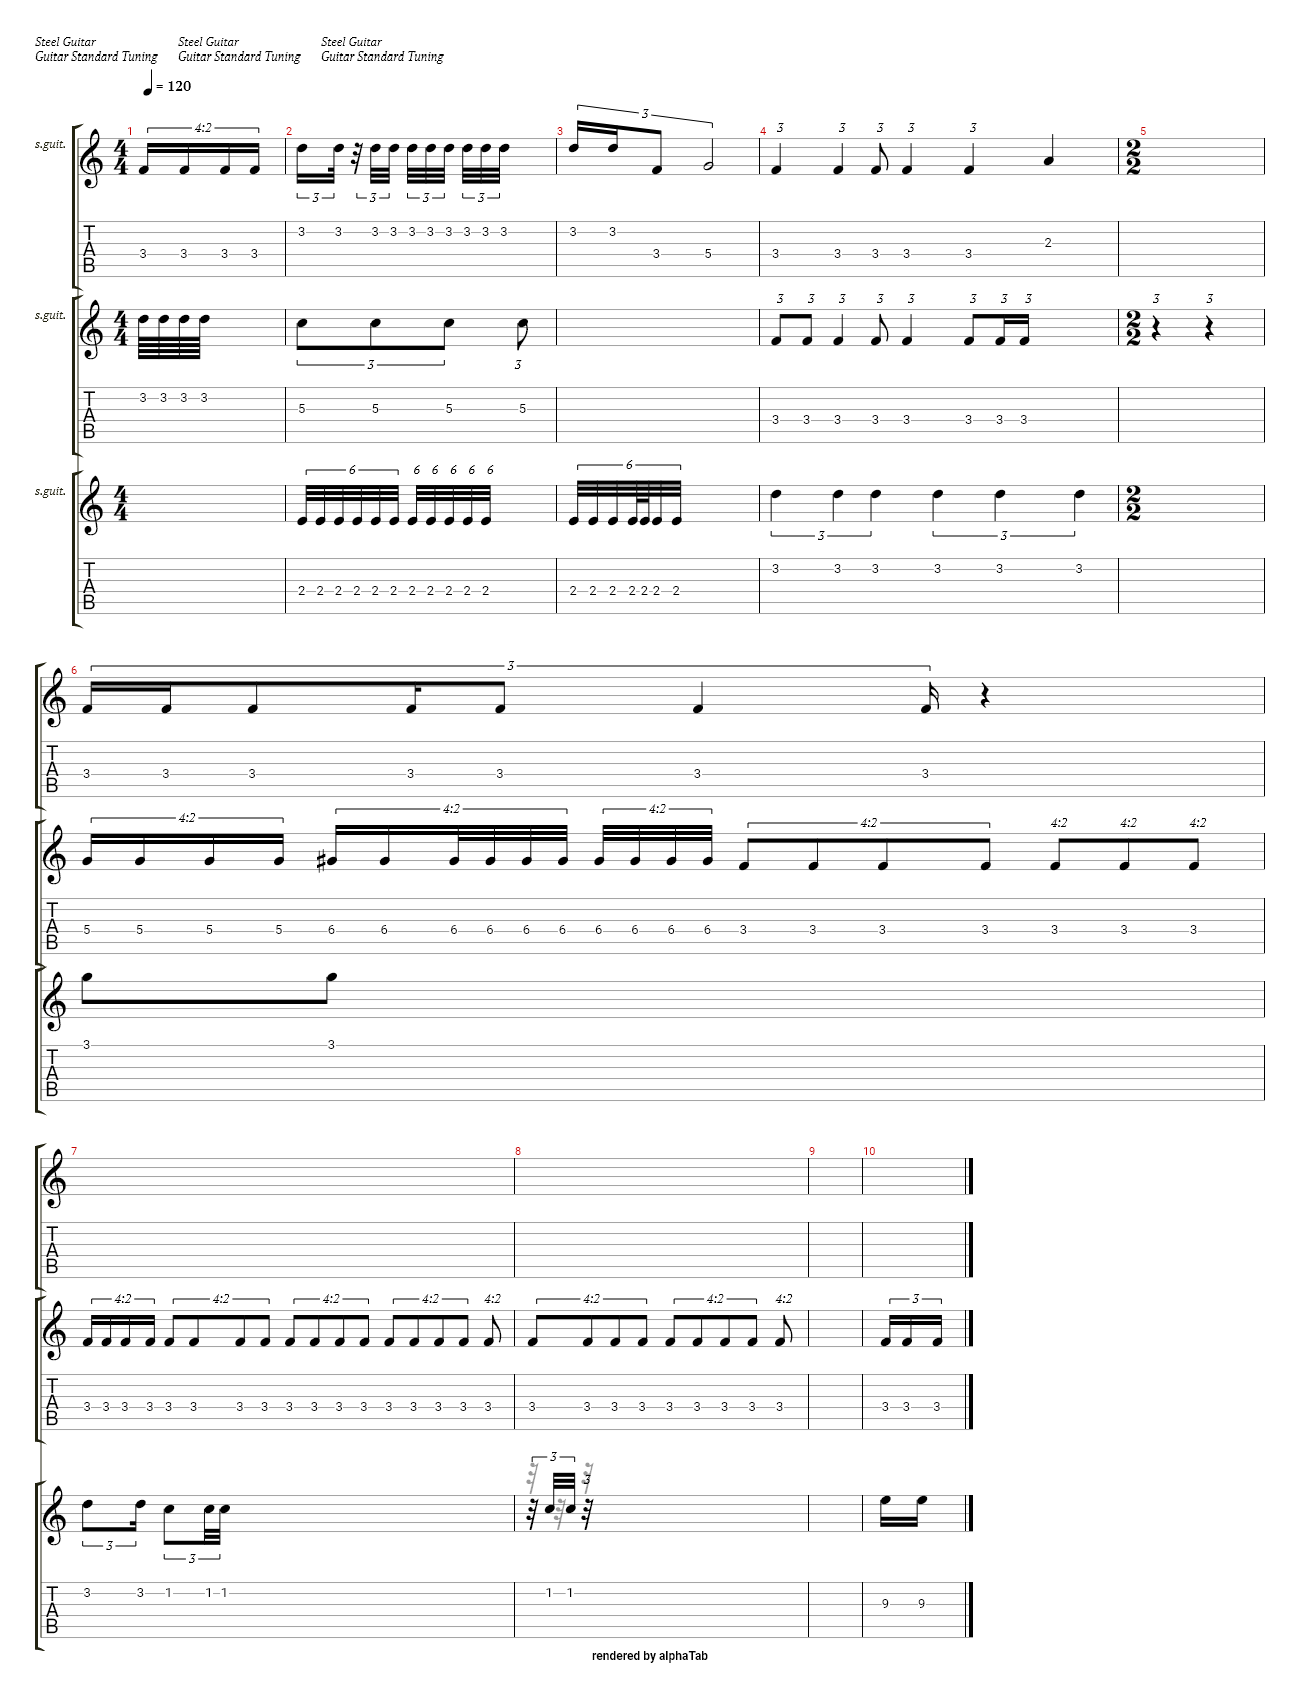 Steel Guitar Steel Guitar Steel Guitar
Guitar Standard Tuning Guitar Standard Tuning Guitar Standard Tuning
= 120
1 4:2 2 3 4 3 3 3 3 3 5
s.guit. 4 4 2 2
3 3 3 3 3
T A B 3 3 3 3 3 3 3 3 3 3 3 3 3 3 3 3 3 5 3 3 3 3 3 2
3 3 3 3 3 3 3 3 3 3
s.guit. 4 4 2 2
3 3
T A B 3 3 3 3 5 5 5 5 3 3 3 3 3 3 3 3
6 6 6 6 6 6 6
s.guit. 4 4 2 2
3 3
T A B 2 2 2 2 2 2 2 2 2 2 2 2 2 2 2 2 2 2 3 3 3 3 3 3
6 3
T A B 3 3 3 3 3 3 3
4:2 4:2 4:2 4:2 4:2 4:2 4:2
T A B 5 5 5 5 6 6 6 6 6 6 6 6 6 6 3 3 3 3 3 3 3
T A B 3 3
7 8 9 10
T A B
4:2 4:2 4:2 4:2 4:2 4:2 4:2 4:2 3
T A B 3 3 3 3 3 3 3 3 3 3 3 3 3 3 3 3 3 3 3 3 3 3 3 3 3 3 3 3 3
3 3
3 3
T A B 3 3 1 1 1 1 1 9 9
rendered by alphaTab